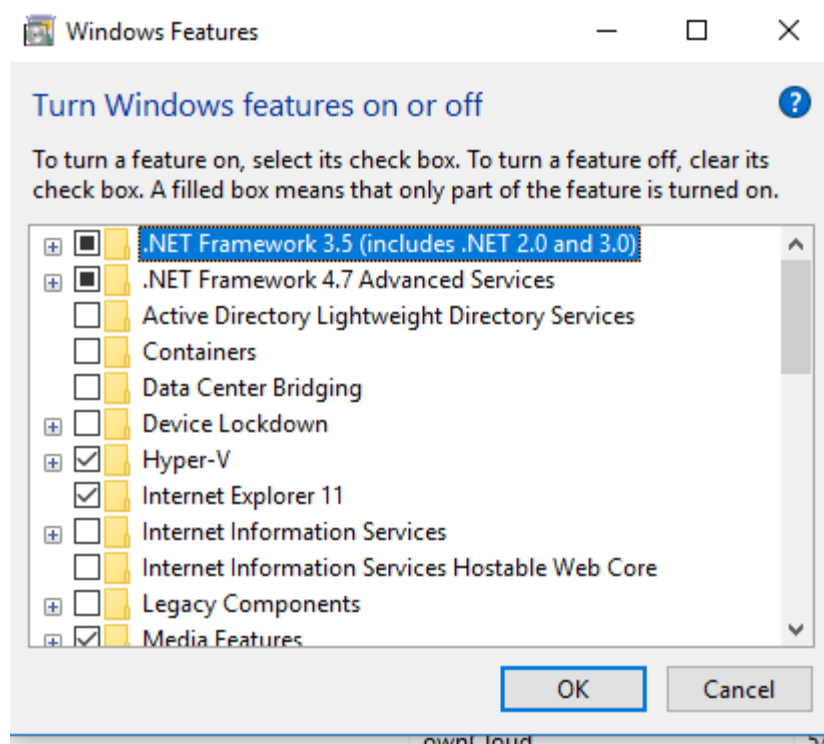 Windows Features
Turn Windows features on or off
To turn a feature on, select its check box. To turn a feature off, clear its
check box. A filled box means that only part of the feature is turned on.
.NET Framework 3.5 (includes .NET 2.0 and 3.0)
.NET Framework 4.7 Advanced Services
Active Directory Lightweight Directory Services
Containers
Data Center Bridging
Device Lockdown
Hyper-V
Internet Explorer 11
Internet Information Services
Internet Information Services Hostable Web Core
Legacy Components
Media Features
OK Cancel
ownCloud